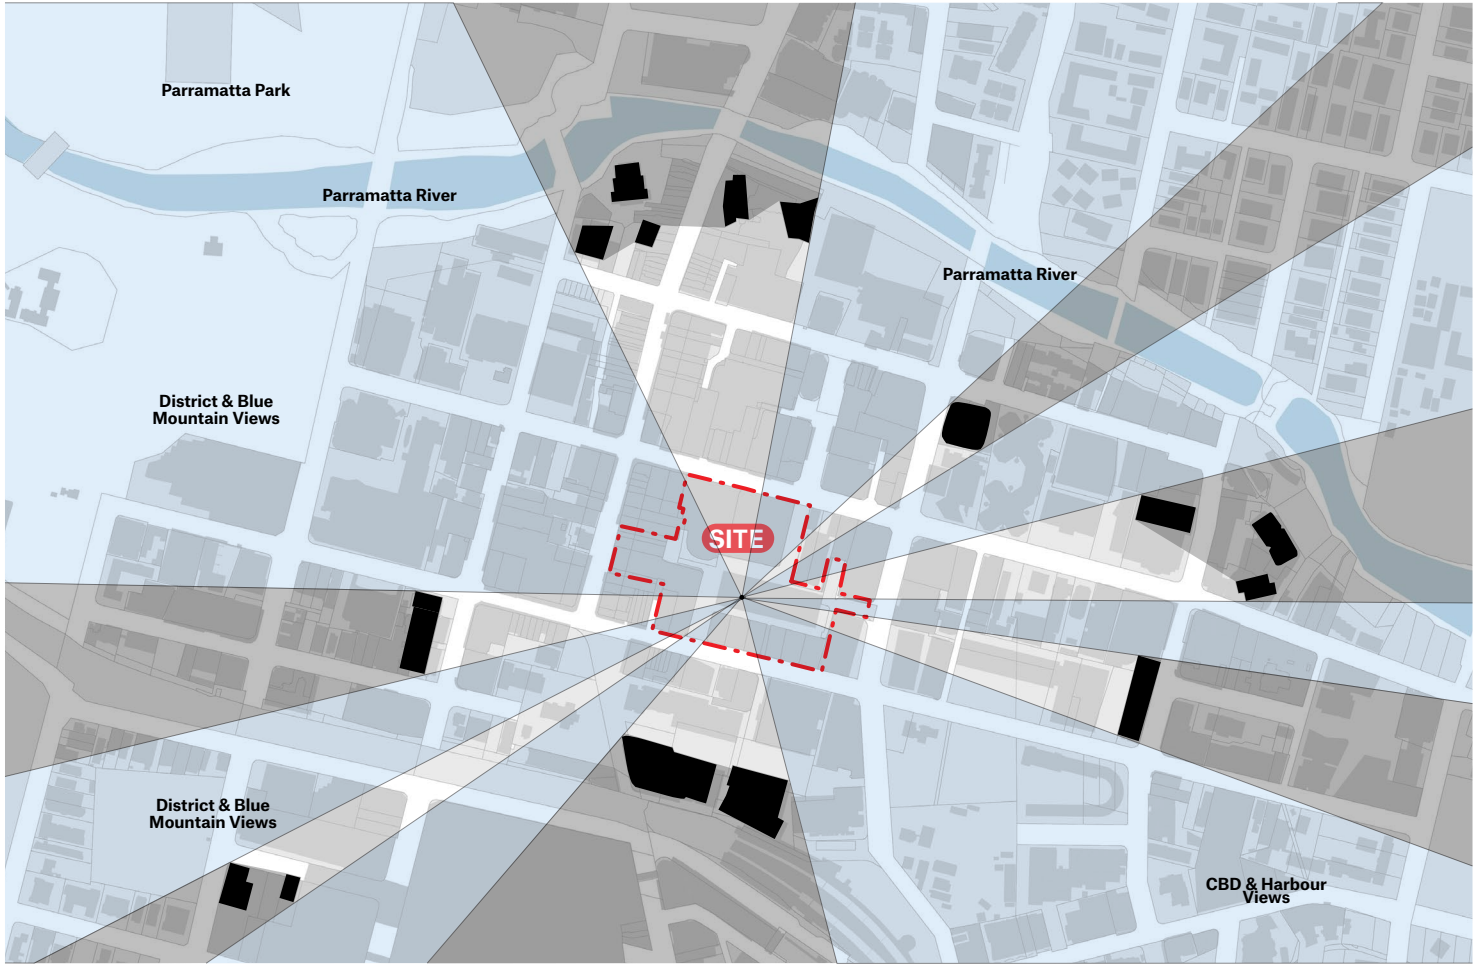 Parramatta Park
Parramatta River
Parramatta River
District & Blue
Mountain Views
SITE
District & Blue
Mountain Views
CBD & Harbour
Views